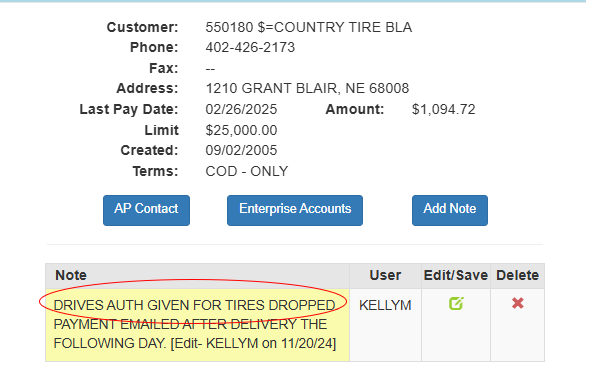 Customer: 550180 $=COUNTRY TIRE BLA
Phone: 402-426-2173
Fax: --
Address: 1210 GRANT BLAIR, NE 68008
Last Pay Date: 02/26/2025 Amount: $1,094.72
Limit $25,000.00
Created: 09/02/2005
Terms: COD - ONLY
AP Contact Enterprise Accounts Add Note
Note User Edit/Save Delete
DRIVES AUTH GIVEN FOR TIRES DROPPED KELLYM
PAYMENT EMAILED AFTER DELIVERY THE
FOLLOWING DAY. [Edit- KELLYM on 11/20/24]